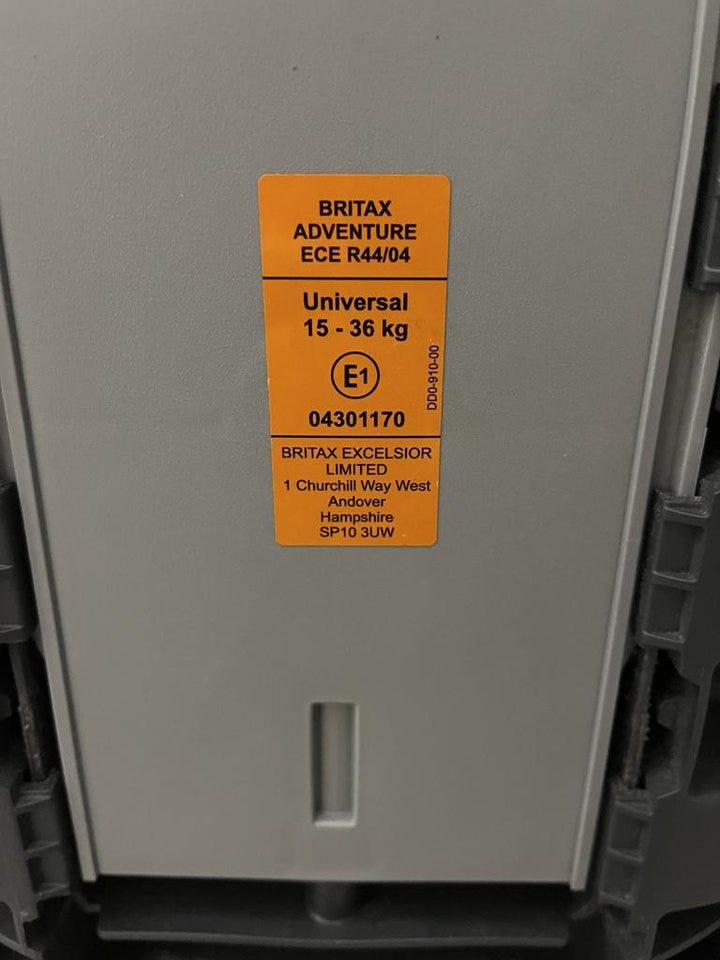 BRITAX
ADVENTURE
ECE R44/04
Universal
15 - 36 kg
E1
DD0-910-00
04301170
BRITAX EXCELSIOR
LIMITED
1 Churchill Way West
Andover
Hampshire
SP10 3UW